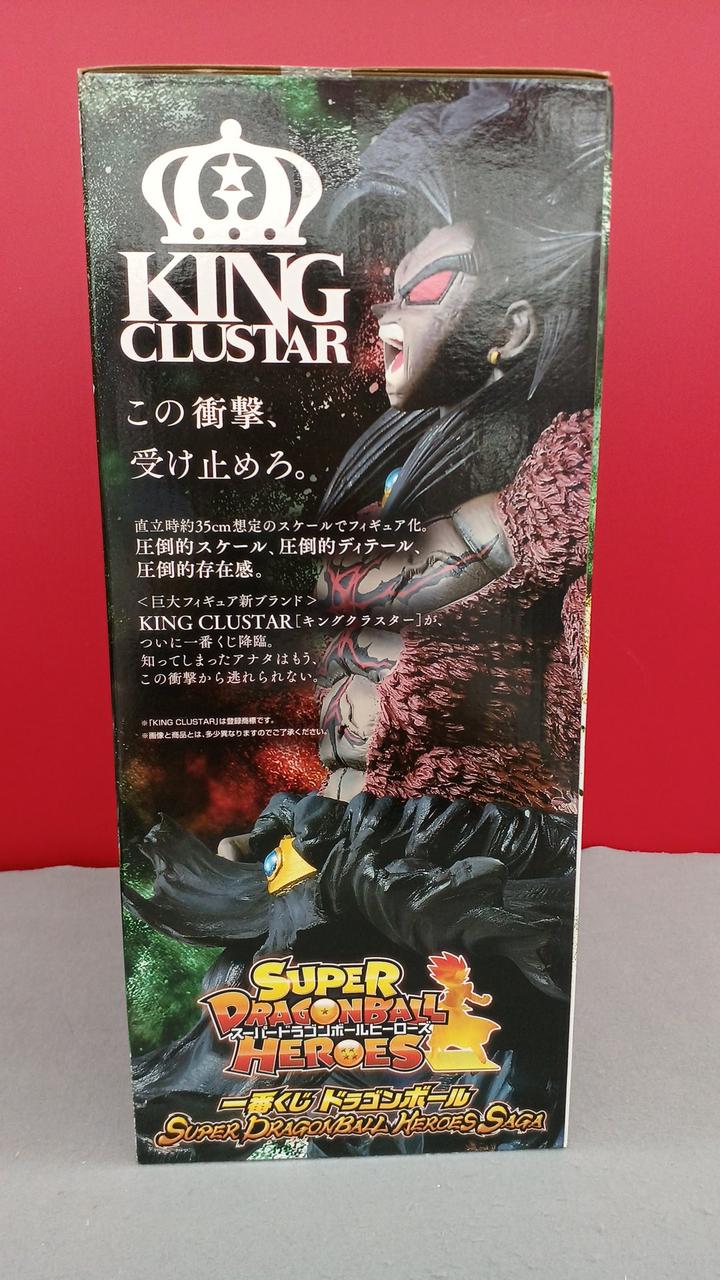 KING
CLUSTAR
この衝撃、
受け止めろ。
直立時約35cm想定のスケールでフィギュア化。
圧倒的スケール、圧倒的ディテール、
圧倒的存在感。
<巨大フィギュア新ブランド>
KING CLUSTAR[キングクラスター]が、
ついに一番くじ降臨。
知ってしまったアナタはもう、
この衝撃から逃れられない。
※「KING CLUSTAR」は登録商標です。
※画像と商品とは、多少異なりますのでご了承ください。
SUPER
DRAGONBALL
スーパードラゴンボールヒーローズ
HEROES
一番くじ ドラゴンボール
SUPER DRAGONBALL HEROES SAGA